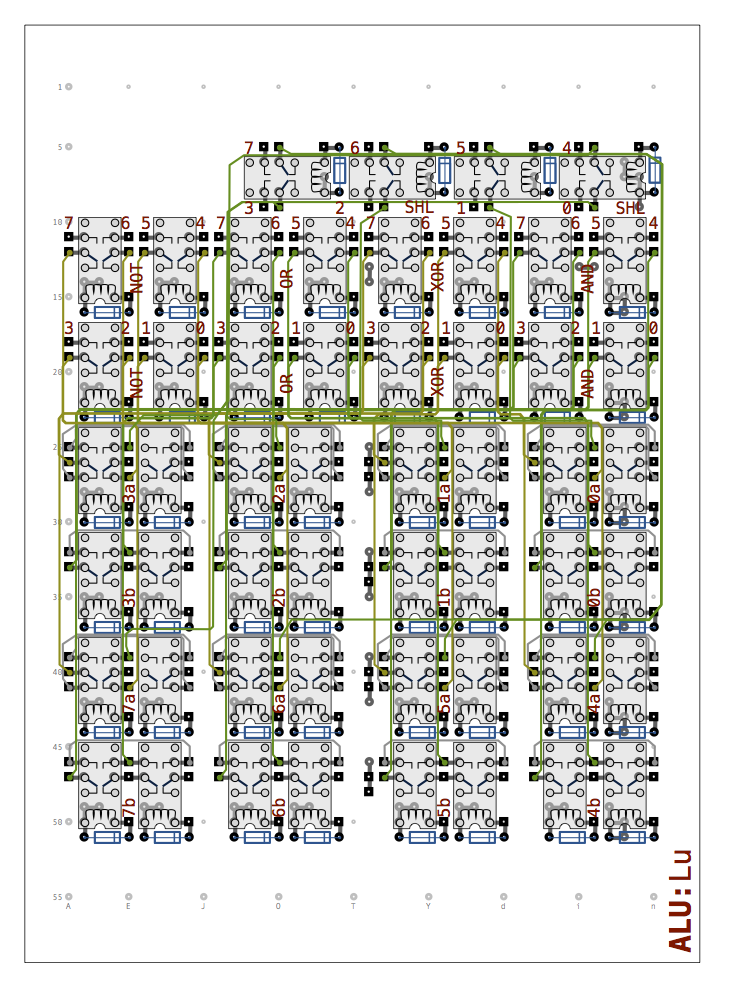 1
5
7 6 5 4
3 2 SHL 1 0 SHL
10
7 6 5 4 7 6 5 4 7 6 5 4 7 6 5 4
NOT OR XOR AND
15
3 2 1 0 3 2 1 0 3 2 1 0 3 2 1 0
20
NOT OR XOR AND
25
3a 2a 1a 0a
30
35
3b 2b 1b 0b
40
7a 6a 5a 4a
45
7b 6b 5b 4b
50
55
A E J O T Y d i n
ALU:Lu